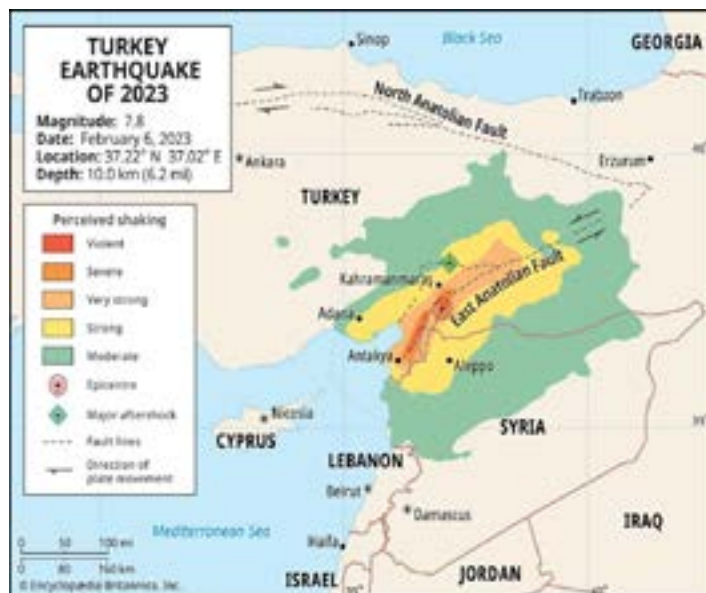 TURKEY
EARTHQUAKE
OF 2023
Magnitude: 7.8
Date: February 6, 2023
Location: 37.22° N 37.02° E
Depth: 10.0 km (6.2 mi)
Perceived shaking
Violent
Severe
Very strong
Strong
Moderate
Epicentre
Major aftershock
Fault lines
Direction of
plate movement
0 50 100 mi
0 80 160 km
© Encyclopædia Britannica, Inc.
Sinop
Black Sea
GEORGIA
North Anatolian Fault
Trabzon
Ankara
Erzurum
40°
TURKEY
Kahramanmaraş
East Anatolian Fault
Adana
Antakya
Aleppo
Nicosia
CYPRUS
SYRIA
LEBANON
Beirut
Damascus
IRAQ
Mediterranean Sea
Haifa
ISRAEL
JORDAN